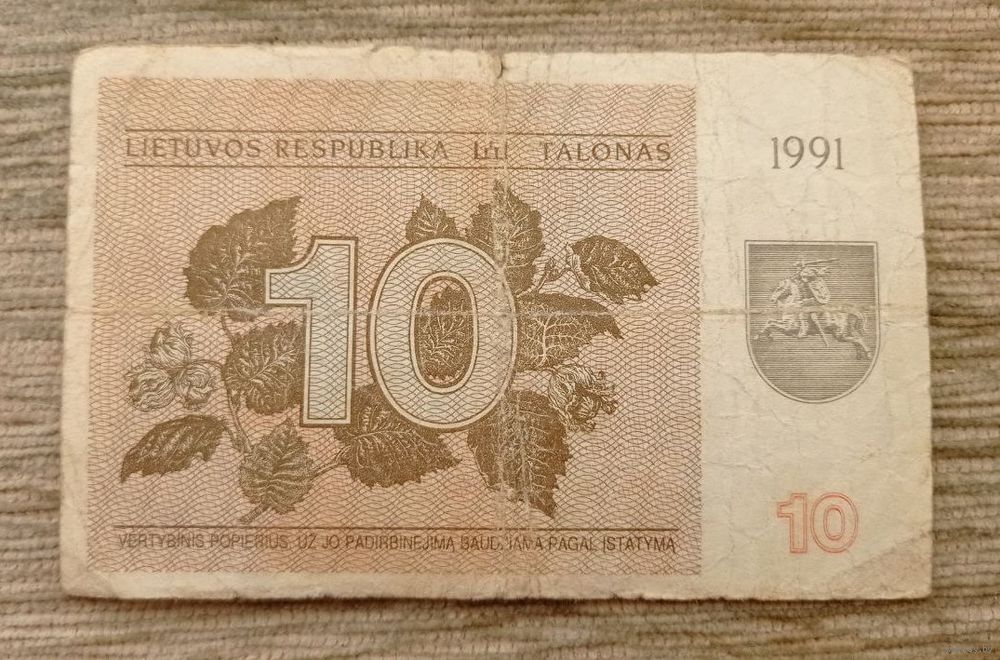 LIETUVOS RESPUBLIKA TALONAS
1991
10
VERTYBINIS POPIERIUS. UŽ JO PADIRBINĖJIMĄ BAUDŽIAMA PAGAL ĮSTATYMĄ
10